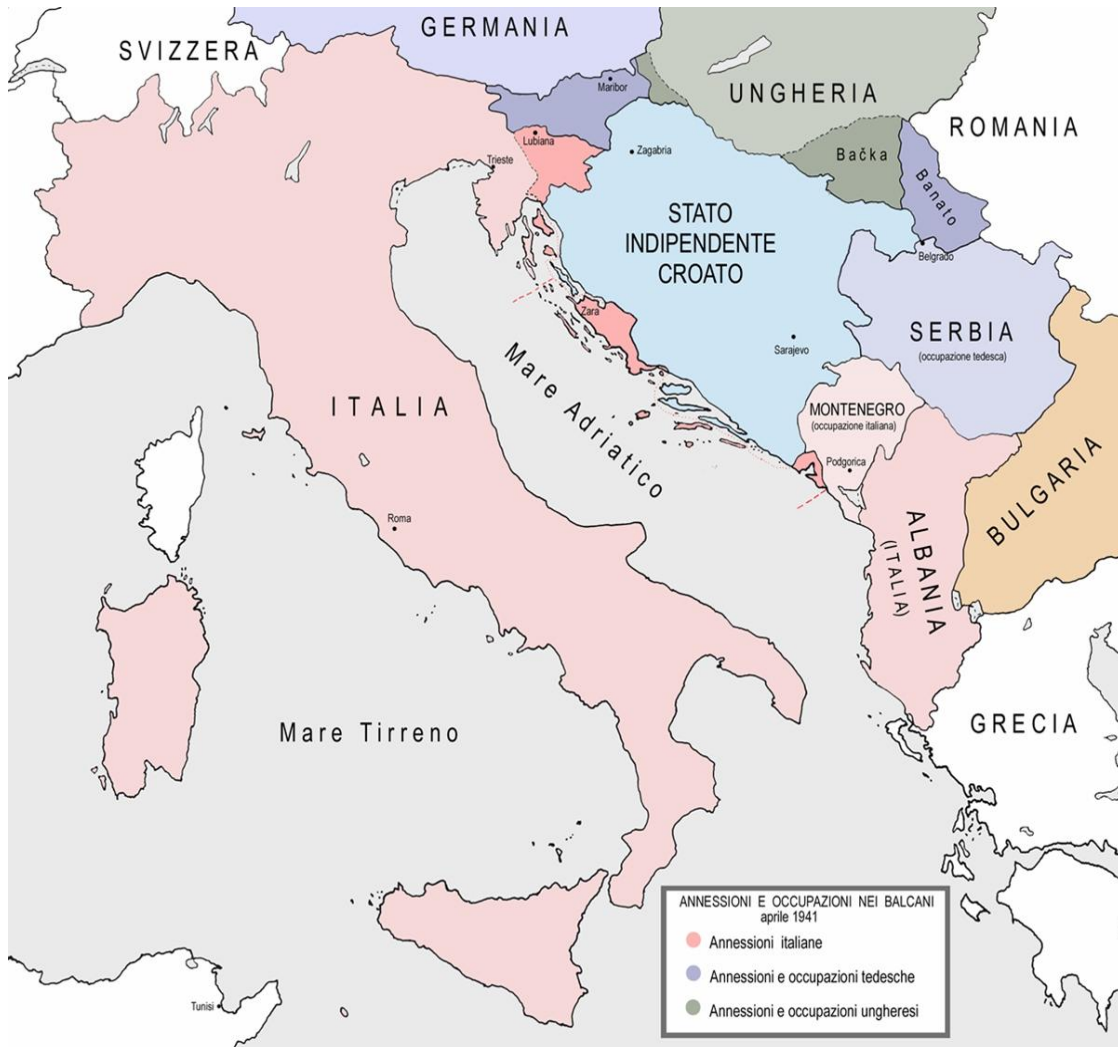 GERMANIA
SVIZZERA
Maribor
UNGHERIA
ROMANIA
Lubiana
Trieste
Zagabria
Bačka
Banato
STATO
INDIPENDENTE
CROATO
Belgrado
Zara
Sarajevo
SERBIA
(occupazione tedesca)
Mare Adriatico
ITALIA
MONTENEGRO
(occupazione italiana)
Podgorica
BULGARIA
Roma
ALBANIA
(ITALIA)
Mare Tirreno
GRECIA
ANNESSIONI E OCCUPAZIONI NEI BALCANI
aprile 1941
Annessioni italiane
Annessioni e occupazioni tedesche
Annessioni e occupazioni ungheresi
Tunisi